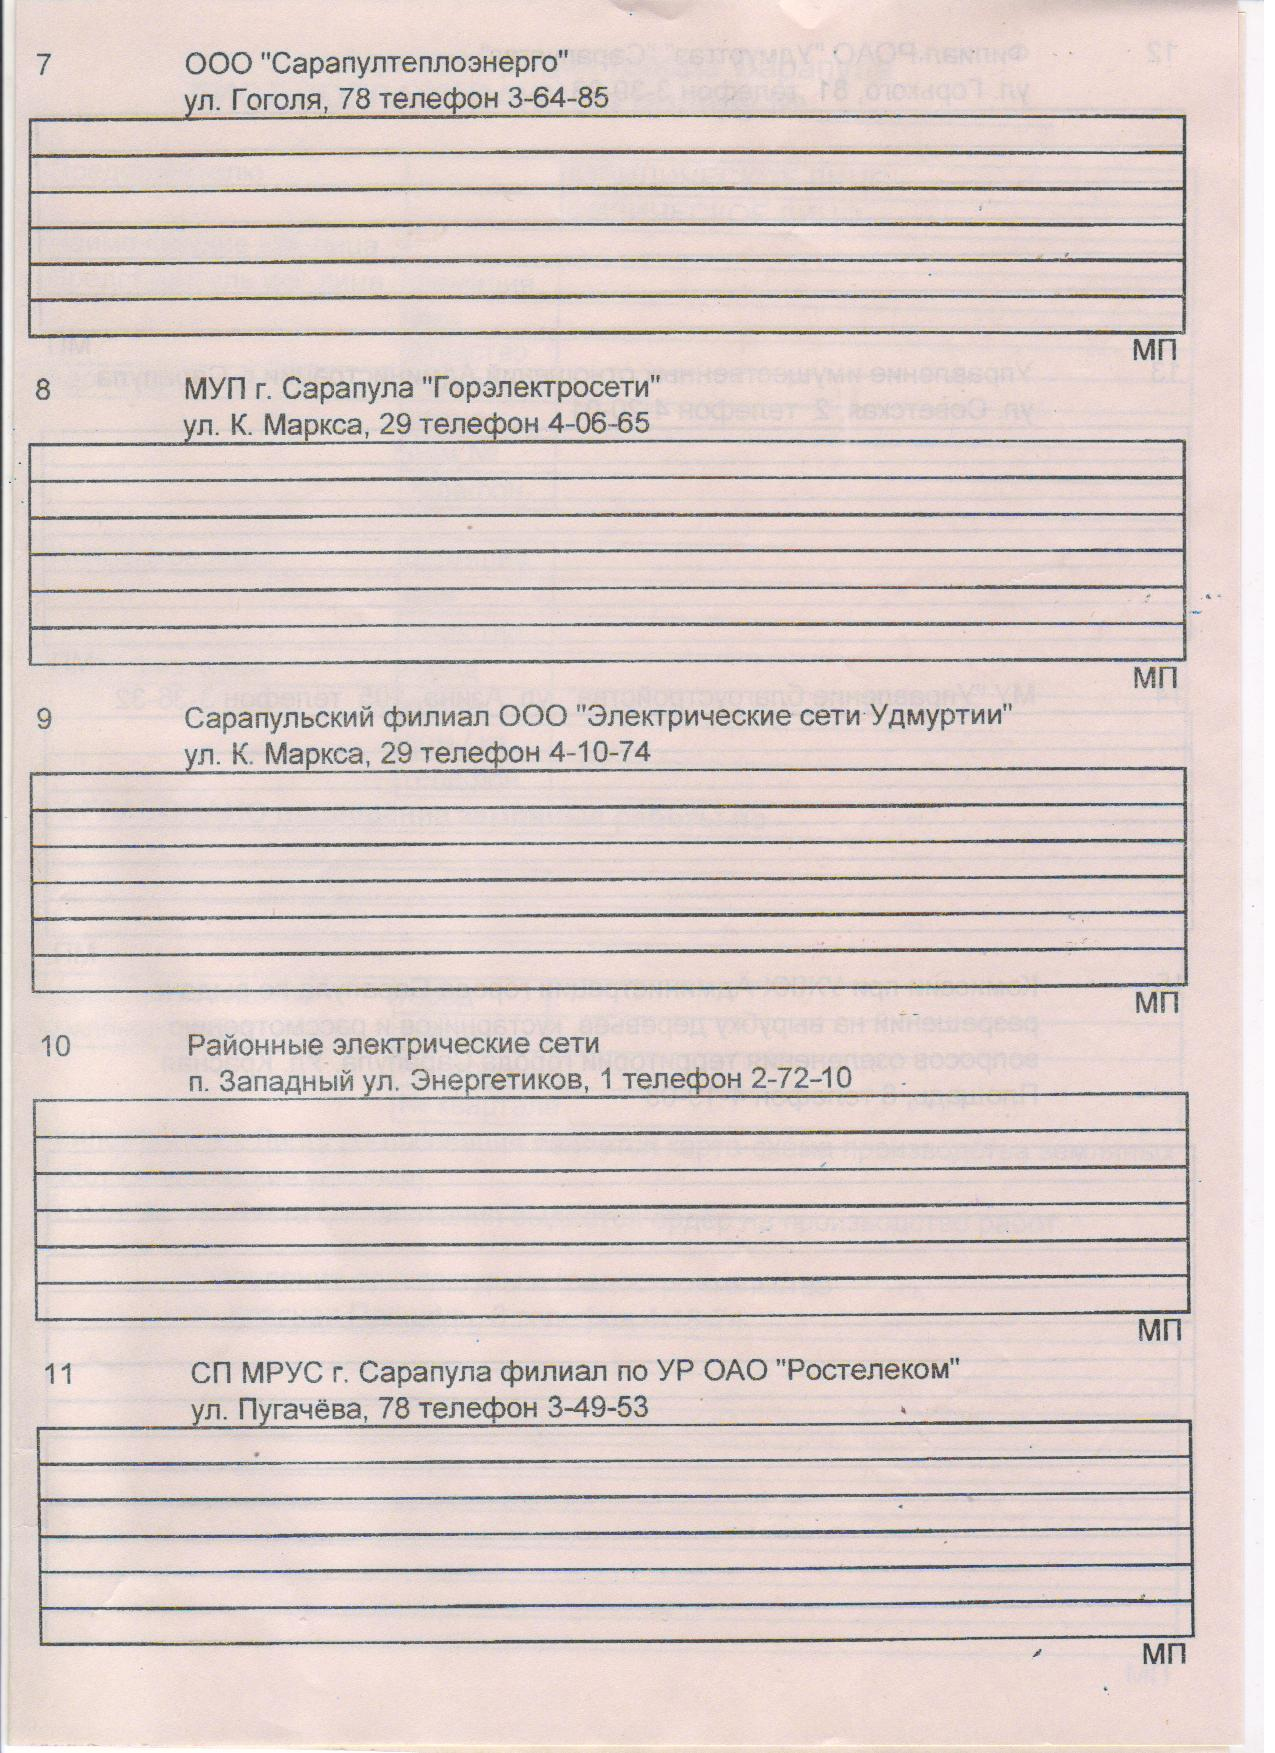 7 ООО "Сарапултеплоэнерго"
ул. Гоголя, 78 телефон 3-64-85
МП
8 МУП г. Сарапула "Горэлектросети"
ул. К. Маркса, 29 телефон 4-06-65
МП
9 Сарапульский филиал ООО "Электрические сети Удмуртии"
ул. К. Маркса, 29 телефон 4-10-74
МП
10 Районные электрические сети
п. Западный ул. Энергетиков, 1 телефон 2-72-10
МП
11 СП МРУС г. Сарапула филиал по УР ОАО "Ростелеком"
ул. Пугачёва, 78 телефон 3-49-53
МП